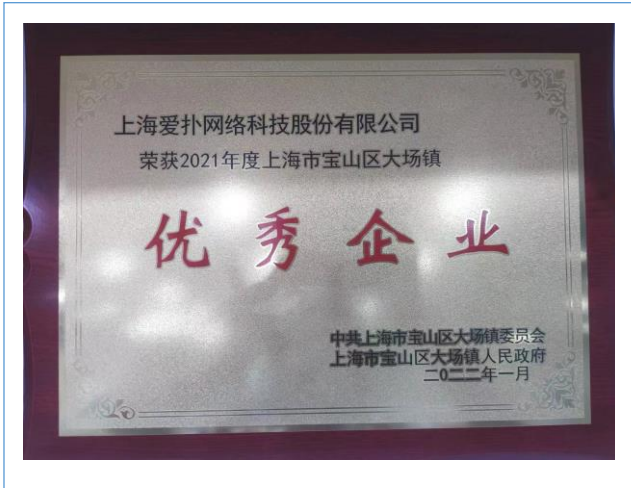 上海爱扑网络科技股份有限公司
荣获2021年度上海市宝山区大场镇
优秀企业
中共上海市宝山区大场镇委员会
上海市宝山区大场镇人民政府
二0二二年一月